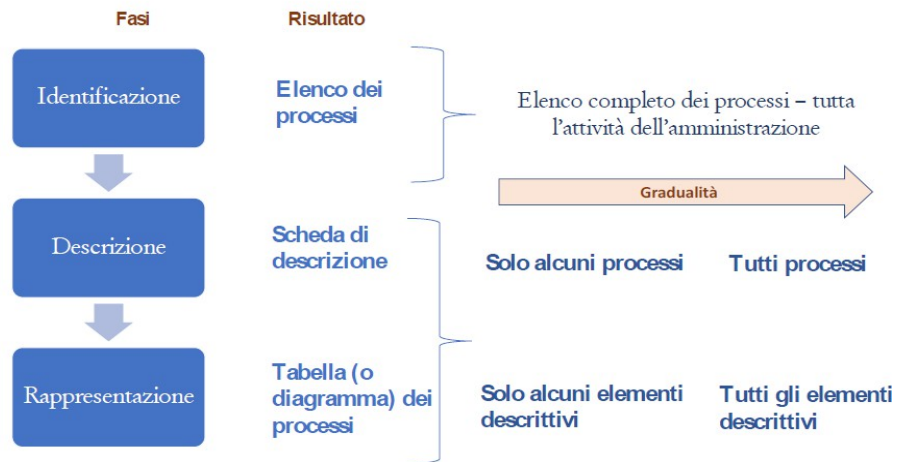 Fasi
Risultato
Identificazione
Elenco dei
processi
Elenco completo dei processi – tutta
l'attività dell'amministrazione
Gradualità
Descrizione
Scheda di
descrizione
Solo alcuni processi
Tutti processi
Rappresentazione
Tabella (o
diagramma) dei
processi
Solo alcuni elementi
descrittivi
Tutti gli elementi
descrittivi